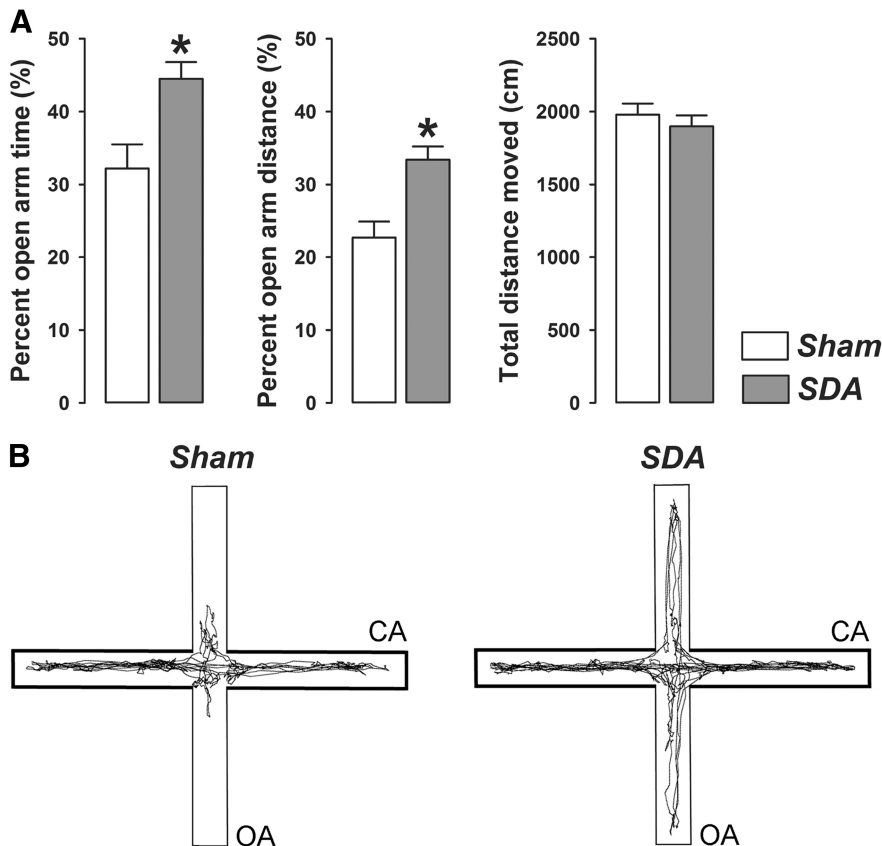 A
Percent open arm time (%)
50
40
30
20
10
0
*
Percent open arm distance (%)
50
40
30
20
10
0
*
Total distance moved (cm)
2500
2000
1500
1000
500
0
Sham
SDA
B
Sham
SDA
CA
CA
OA
OA